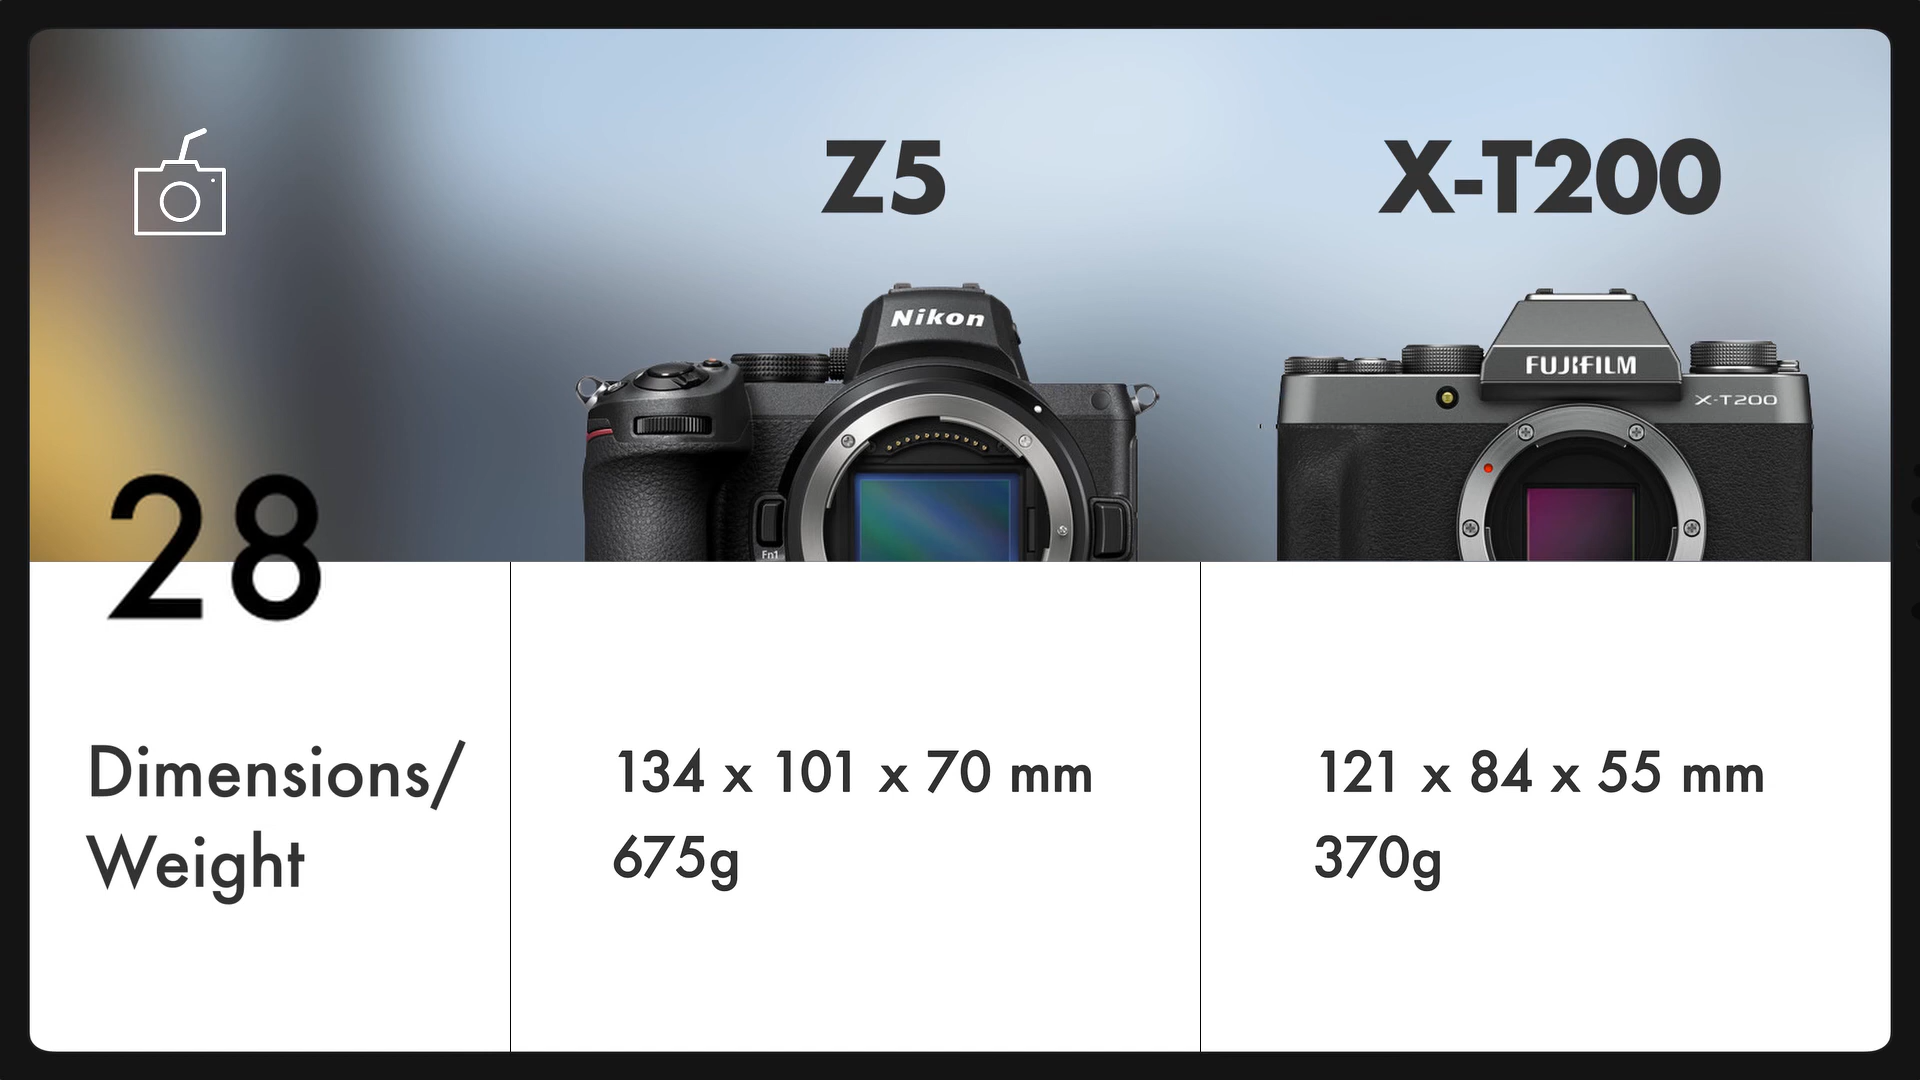 Z5
X-T200
Nikon
FUJIFILM
X-T200
Fn1
28
Dimensions/
Weight
134 x 101 x 70 mm
675g
121 x 84 x 55 mm
370g